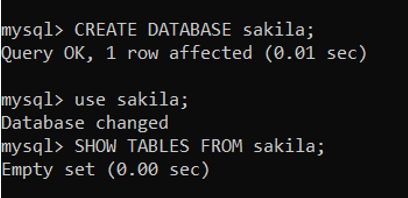 mysql> CREATE DATABASE sakila;
Query OK, 1 row affected (0.01 sec)
mysql> use sakila;
Database changed
mysql> SHOW TABLES FROM sakila;
Empty set (0.00 sec)